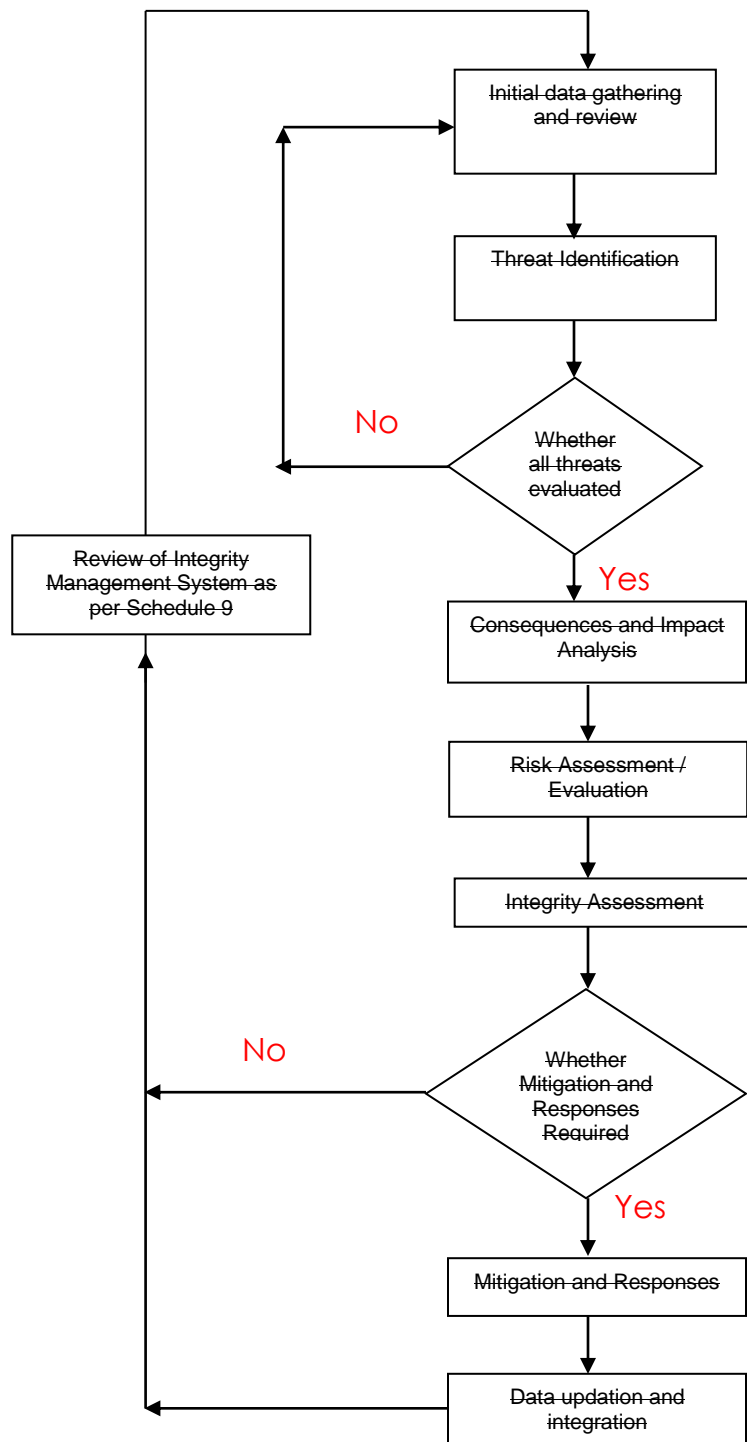 Initial data gathering
and review
Threat Identification
No
Whether
all threats
evaluated
Review of Integrity
Management System as
per Schedule 9
Yes
Consequences and Impact
Analysis
Risk Assessment /
Evaluation
Integrity Assessment
No
Whether
Mitigation and
Responses
Required
Yes
Mitigation and Responses
Data updation and
integration